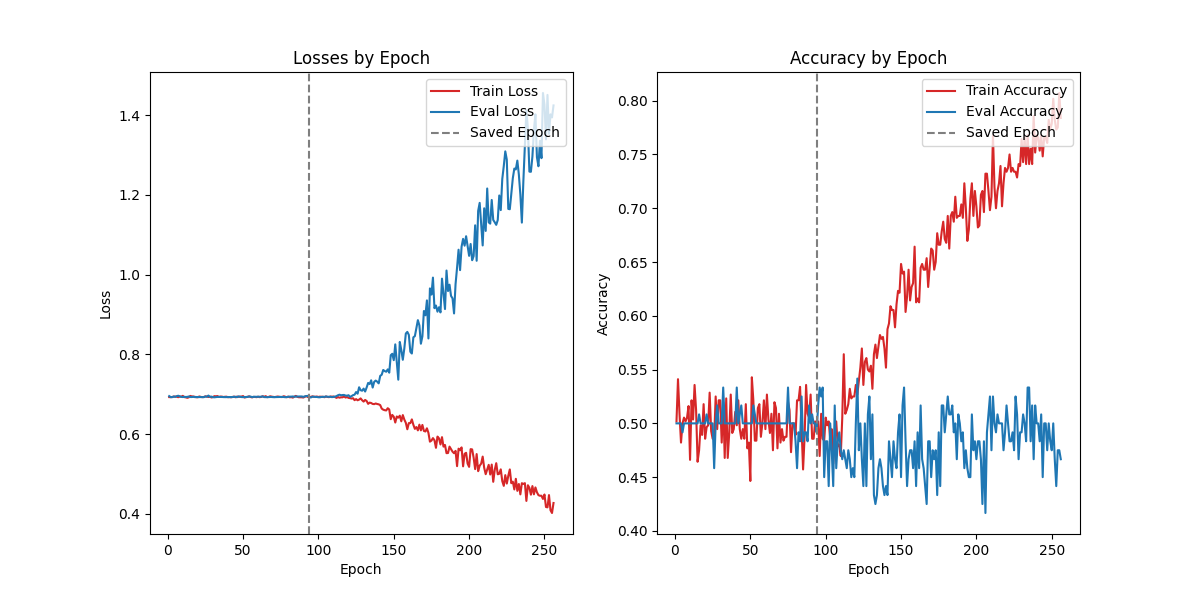 Losses by Epoch
Train Loss
Eval Loss
Saved Epoch
1.4
1.2
1.0
0.8
0.6
0.4
Loss
0
50
100
150
200
250
Epoch
Accuracy by Epoch
Train Accuracy
Eval Accuracy
Saved Epoch
0.80
0.75
0.70
0.65
0.60
0.55
0.50
0.45
0.40
Accuracy
0
50
100
150
200
250
Epoch